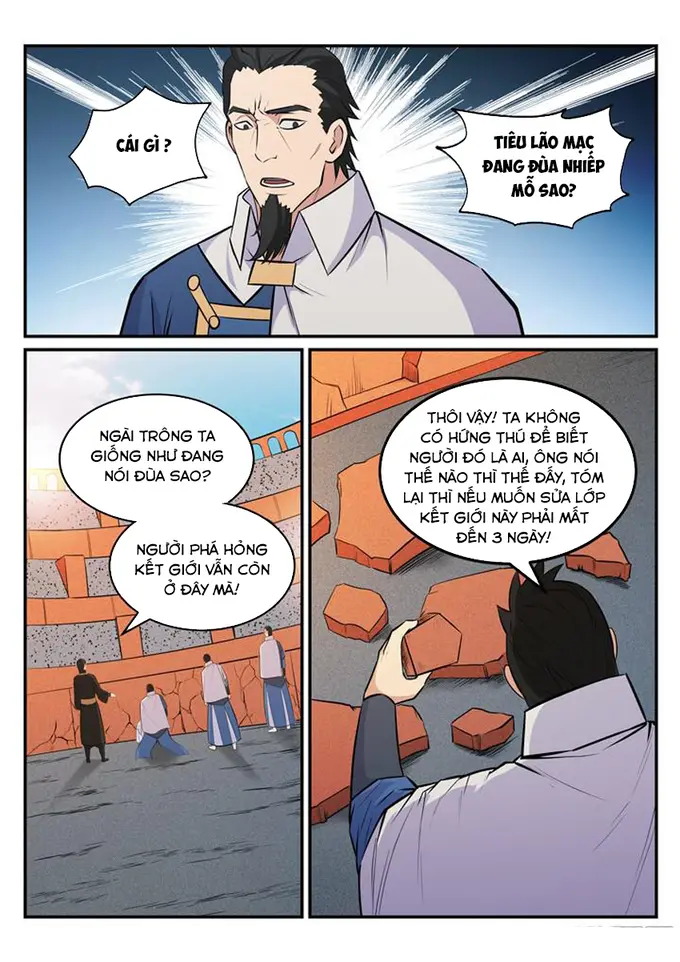 CÁI GÌ ?
TIÊU LÃO MẠC
ĐANG ĐÙA NHIẾP
MỖ SAO?
NGÀI TRÔNG TA
GIỐNG NHƯ ĐANG
NÓI ĐÙA SAO?
NGƯỜI PHÁ HỎNG
KẾT GIỚI VẪN CÒN
Ở ĐÂY MÀ!
THÔI VẬY! TA KHÔNG
CÓ HỨNG THÚ ĐỂ BIẾT
NGƯỜI ĐÓ LÀ AI, ÔNG NÓI
THẾ NÀO THÌ THẾ ĐẤY, TÓM
LẠI THÌ NẾU MUỐN SỬA LỚP
KẾT GIỚI NÀY PHẢI MẤT
ĐẾN 3 NGÀY!